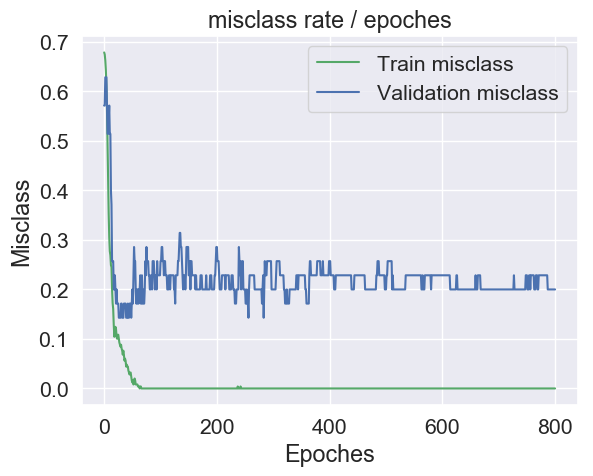 misclass rate / epoches
Train misclass
Validation misclass
Misclass
0.7
0.6
0.5
0.4
0.3
0.2
0.1
0.0
0
200
400
600
800
Epoches